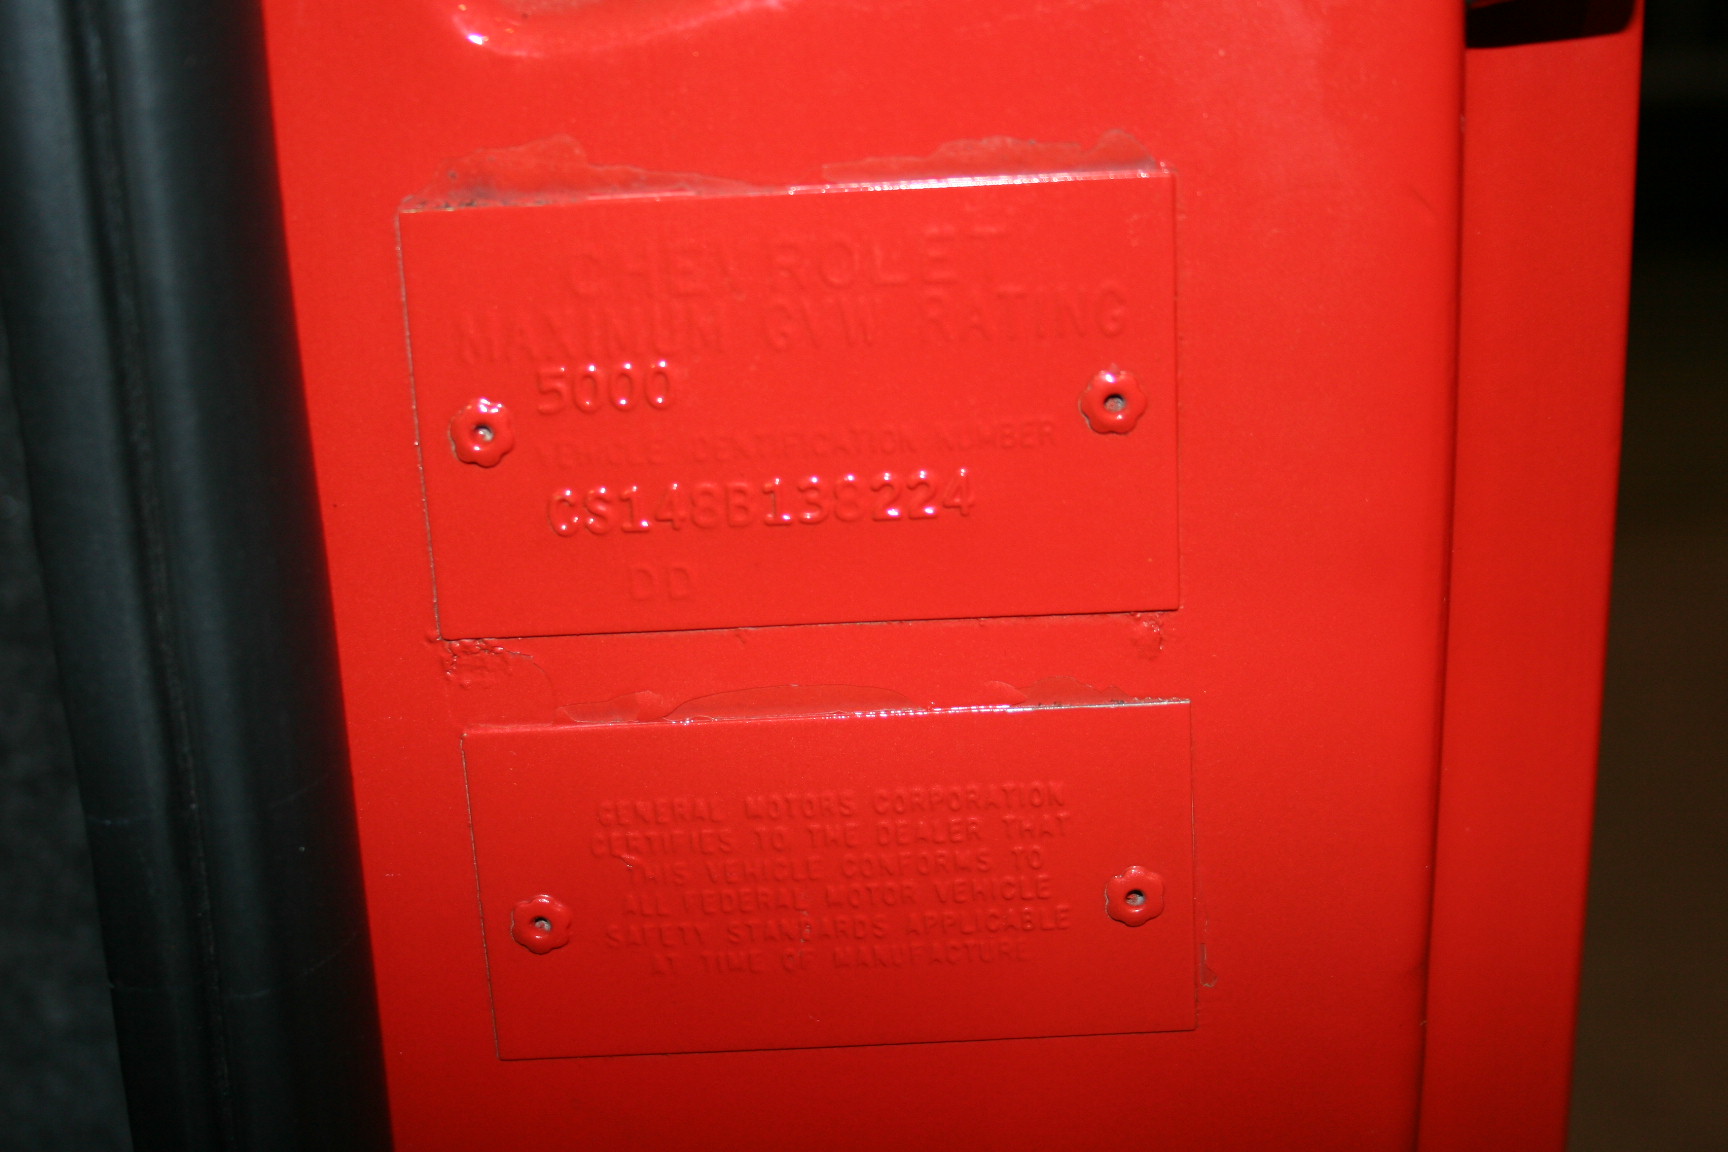 CHEVROLET
MAXIMUM GVW RATING
5000
VEHICLE IDENTIFICATION NUMBER
CS148B138224
DD
GENERAL MOTORS CORPORATION
CERTIFIES TO THE DEALER THAT
THIS VEHICLE CONFORMS TO
ALL FEDERAL MOTOR VEHICLE
SAFETY STANDARDS APPLICABLE
AT TIME OF MANUFACTURE